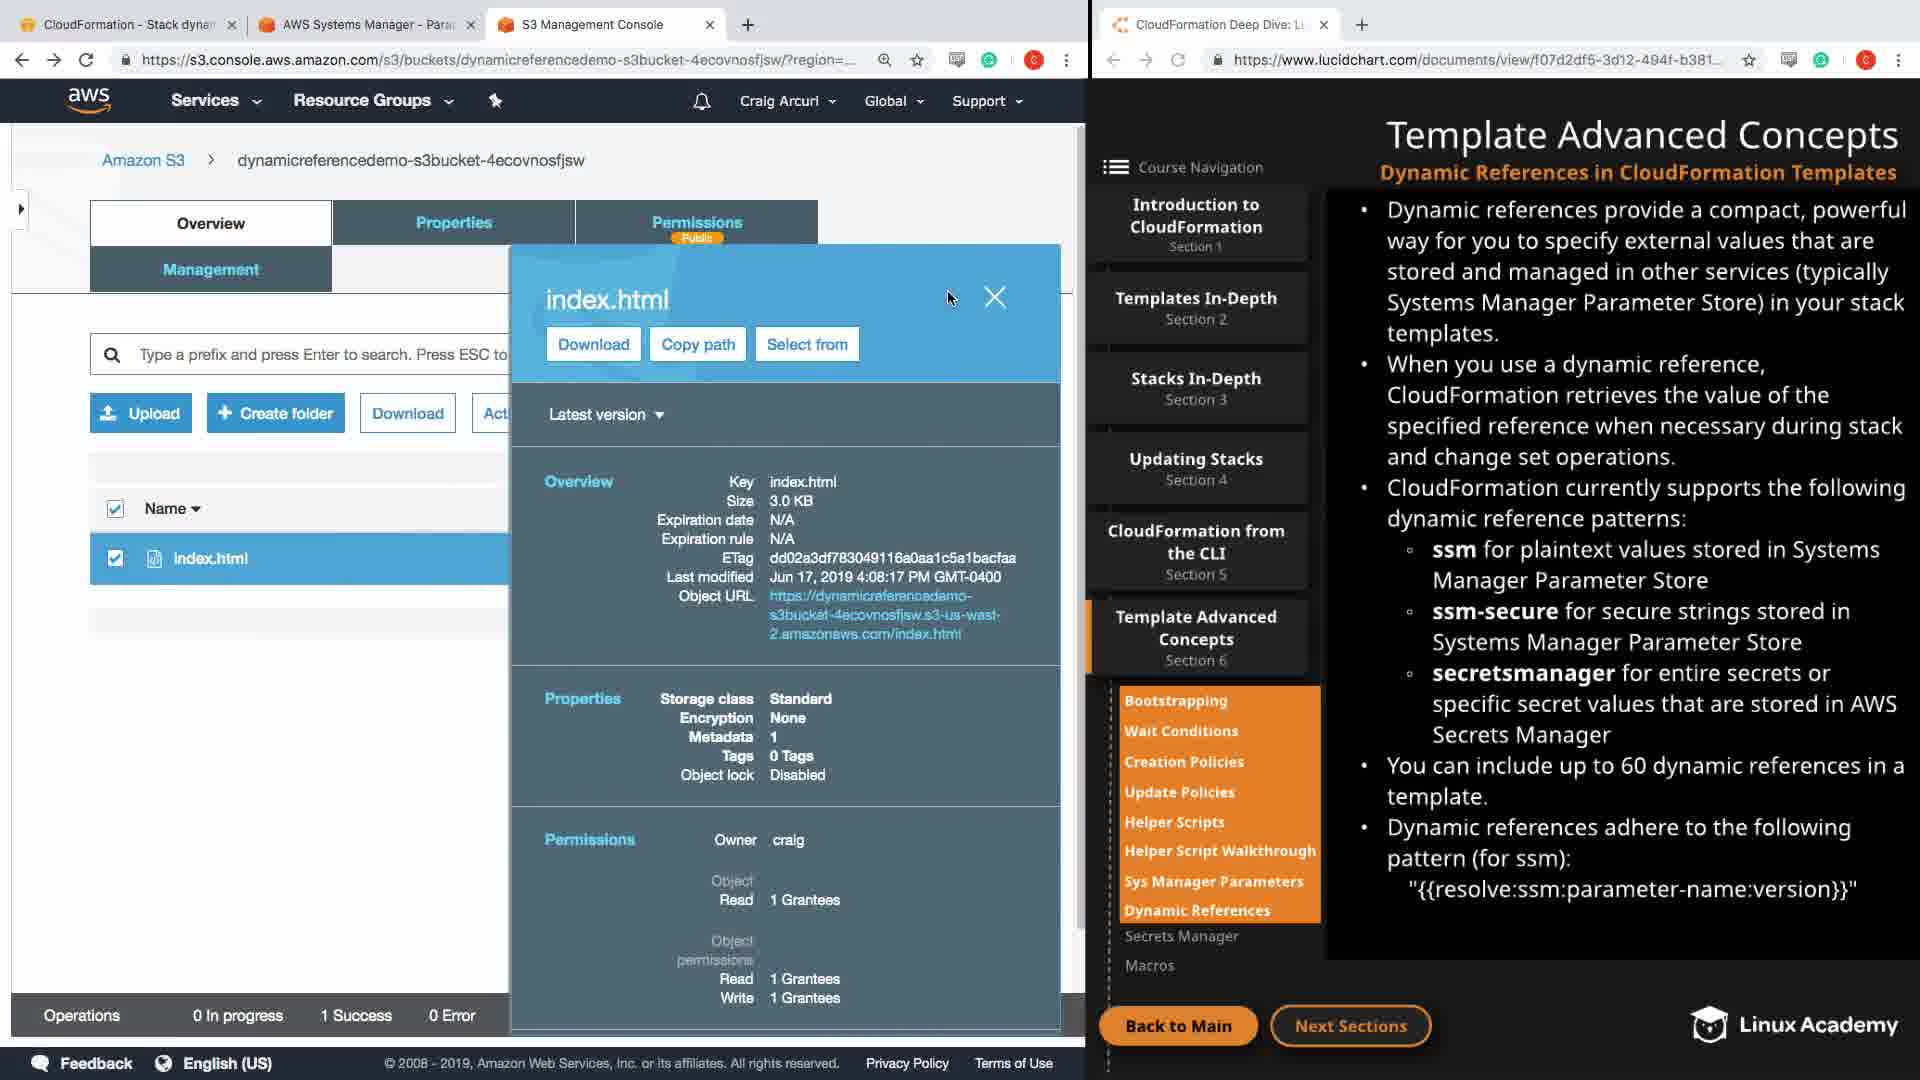 CloudFormation - Stack dynam
AWS Systems Manager - Para
S3 Management Console
https://s3.console.aws.amazon.com/s3/buckets/dynamicreferencedemo-s3bucket-4ecovnosfjsw/?region=...
aws
Services
Resource Groups
Craig Arcuri
Global
Support
Amazon S3 > dynamicreferencedemo-s3bucket-4ecovnosfjsw
Overview
Properties
Permissions
Public
Management
Type a prefix and press Enter to search. Press ESC to
Upload
+ Create folder
Download
Act
Name
index.html
index.html
Download
Copy path
Select from
Latest version
Overview
Key index.html
Size 3.0 KB
Expiration date N/A
Expiration rule N/A
ETag dd02a3df783049116a0aa1c5a1bacfaa
Last modified Jun 17, 2019 4:08:17 PM GMT-0400
Object URL https://dynamicreferencedemo-
s3bucket-4ecovnosfjsw.s3-us-west-
2.amazonaws.com/index.html
Properties
Storage class Standard
Encryption None
Metadata 1
Tags 0 Tags
Object lock Disabled
Permissions
Owner craig
Object
Read 1 Grantees
Object
permissions
Read 1 Grantees
Write 1 Grantees
Operations
0 In progress
1 Success
0 Error
Feedback
English (US)
© 2008 - 2019, Amazon Web Services, Inc. or its affiliates. All rights reserved.
Privacy Policy
Terms of Use
CloudFormation Deep Dive: Li
https://www.lucidchart.com/documents/view/f07d2df5-3d12-494f-b381...
C
C
Template Advanced Concepts
Dynamic References in CloudFormation Templates
Course Navigation
Introduction to
CloudFormation
Section 1
Templates In-Depth
Section 2
Stacks In-Depth
Section 3
Updating Stacks
Section 4
CloudFormation from
the CLI
Section 5
Template Advanced
Concepts
Section 6
Bootstrapping
Wait Conditions
Creation Policies
Update Policies
Helper Scripts
Helper Script Walkthrough
Sys Manager Parameters
Dynamic References
Secrets Manager
Macros
• Dynamic references provide a compact, powerful
way for you to specify external values that are
stored and managed in other services (typically
Systems Manager Parameter Store) in your stack
templates.
• When you use a dynamic reference,
CloudFormation retrieves the value of the
specified reference when necessary during stack
and change set operations.
• CloudFormation currently supports the following
dynamic reference patterns:
◦ ssm for plaintext values stored in Systems
Manager Parameter Store
◦ ssm-secure for secure strings stored in
Systems Manager Parameter Store
◦ secretsmanager for entire secrets or
specific secret values that are stored in AWS
Secrets Manager
• You can include up to 60 dynamic references in a
template.
• Dynamic references adhere to the following
pattern (for ssm):
"{{resolve:ssm:parameter-name:version}}"
Back to Main
Next Sections
Linux Academy